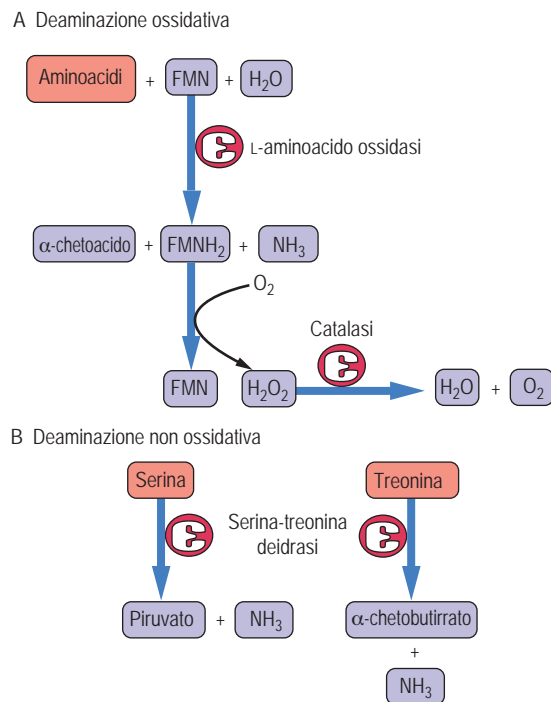 A Deaminazione ossidativa
Aminoacidi + FMN + H₂O
L-aminoacido ossidasi
α-chetoacido + FMNH₂ + NH₃
O₂
Catalasi
FMN H₂O₂ H₂O + O₂
B Deaminazione non ossidativa
Serina Treonina
Serina-treonina
deidrasi
Piruvato + NH₃ α-chetobutirrato
+
NH₃